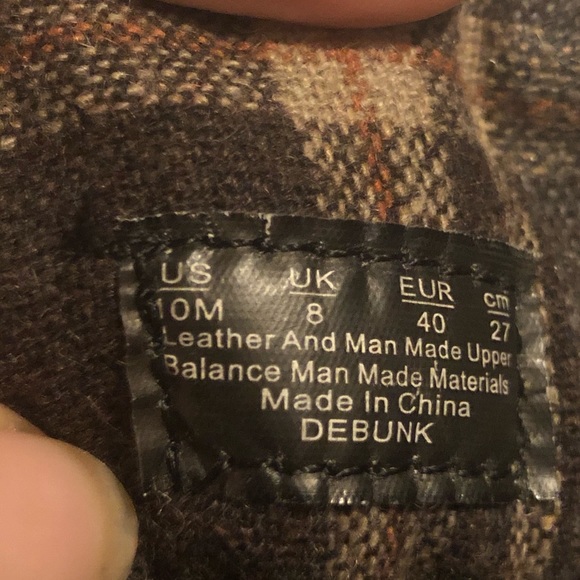 US UK EUR cm
10M 8 40 27
Leather And Man Made Upper
Balance Man Made Materials
Made In China
DEBUNK